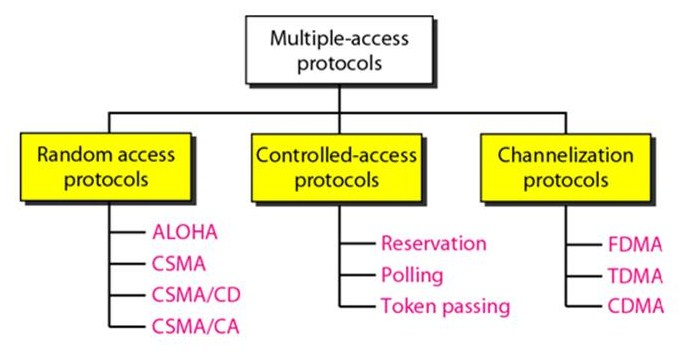 Multiple-access
protocols
Random access
protocols
Controlled-access
protocols
Channelization
protocols
ALOHA
CSMA
CSMA/CD
CSMA/CA
Reservation
Polling
Token passing
FDMA
TDMA
CDMA